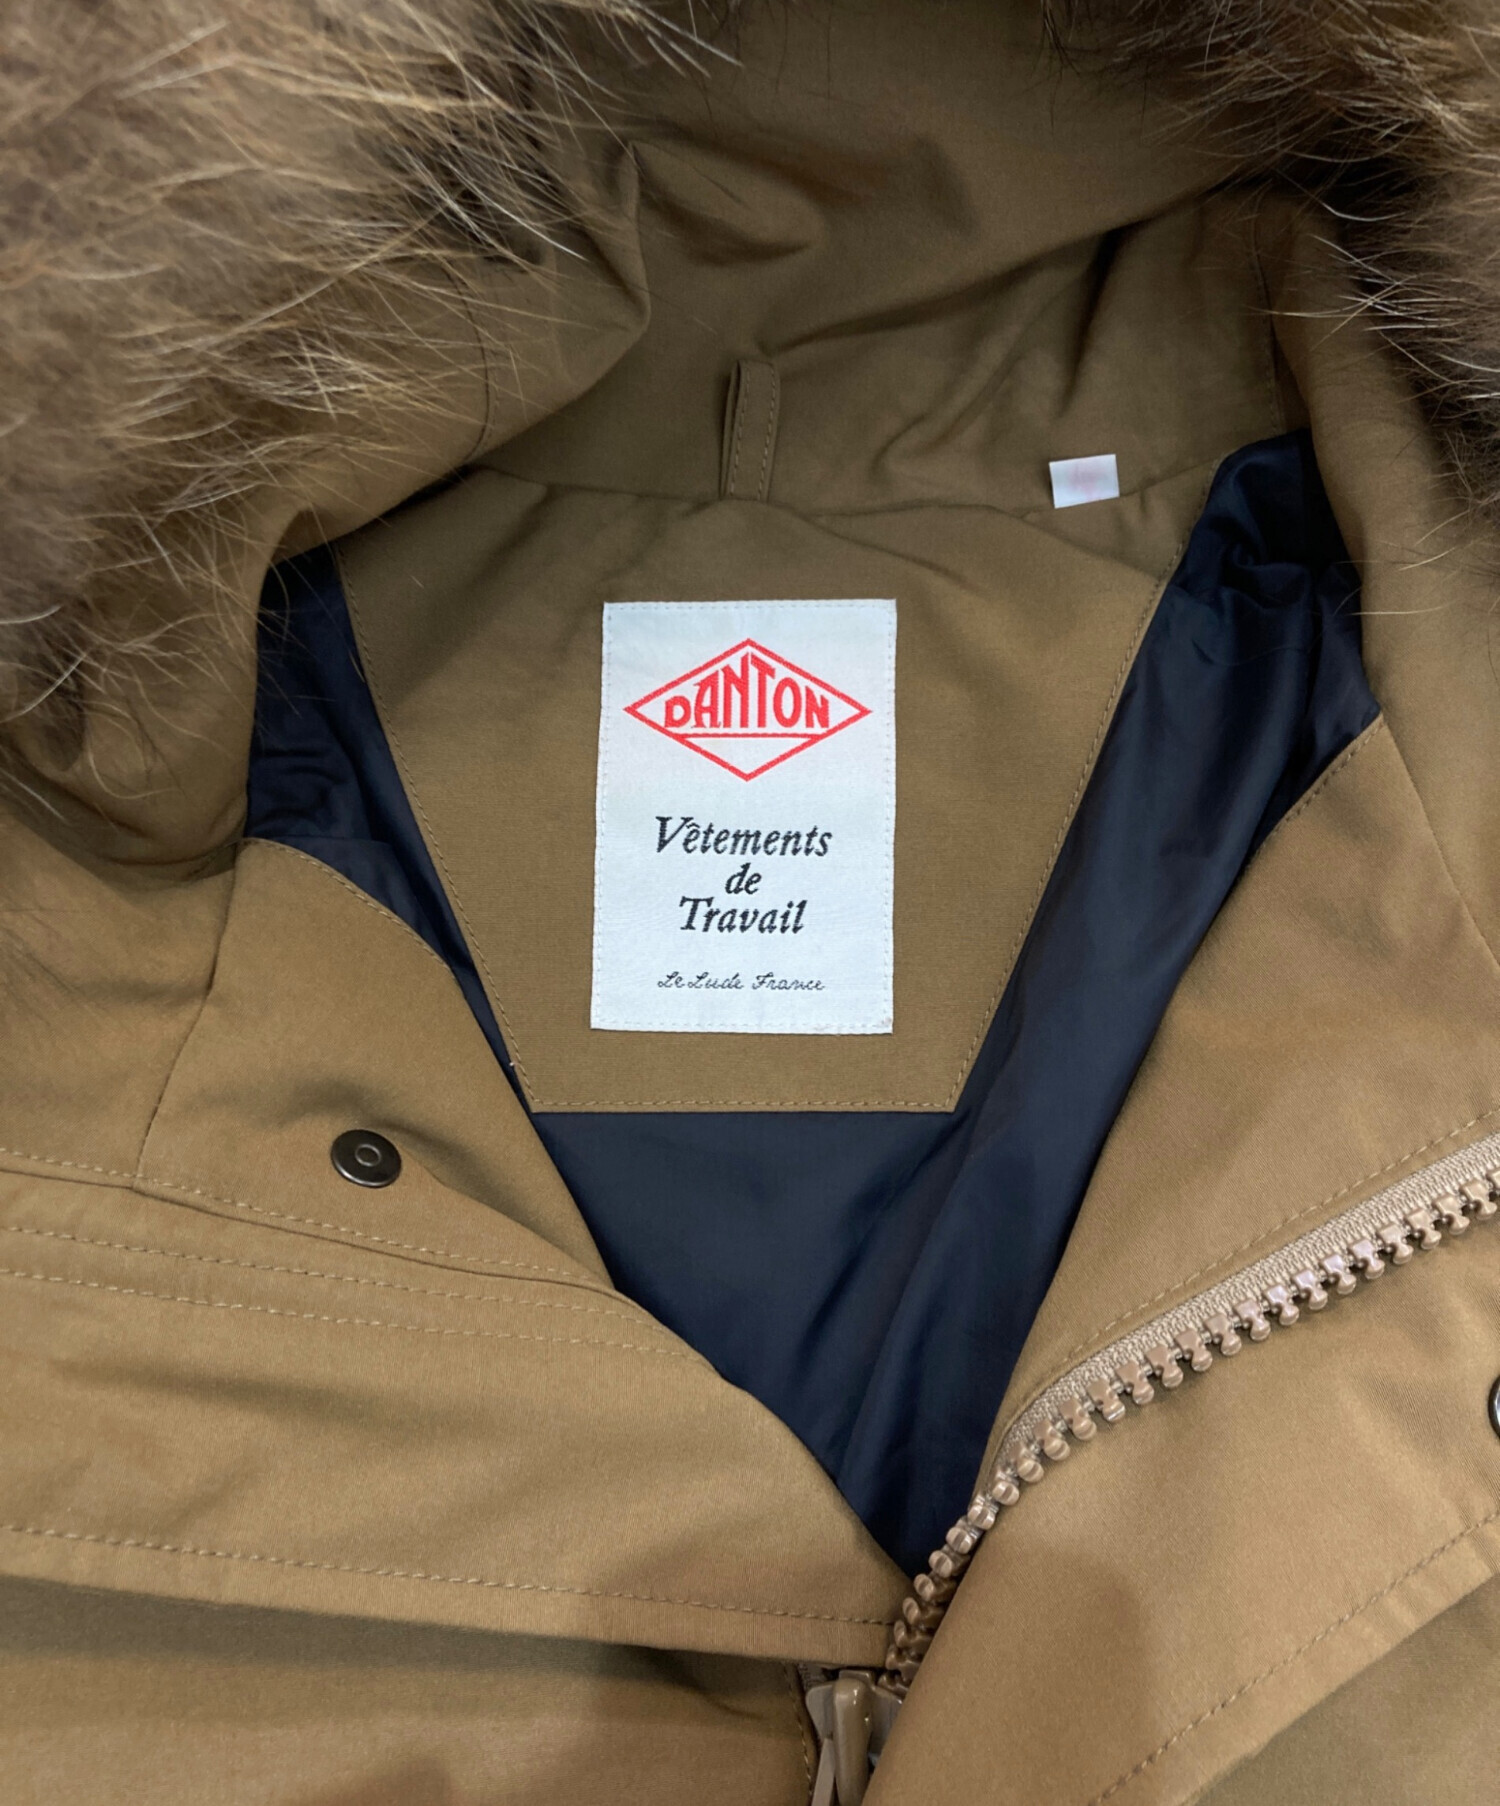 DANTON
Vêtements
de
Travail
Le Lude France